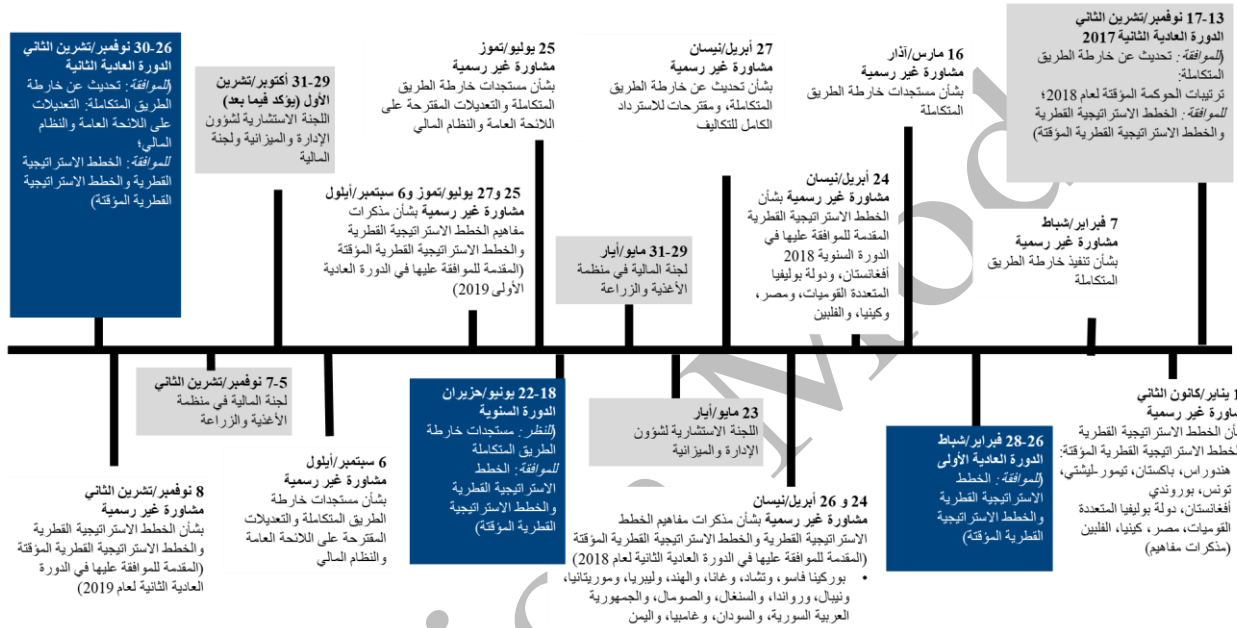 13-17 نوفمبر/تشرين الثاني
الدورة العادية الثانية 2017
(للموافقة: تحديث عن خارطة الطريق
المتكاملة:
ترتيبات الحوكمة المؤقتة لعام 2018؛
للموافقة: الخطط الاستراتيجية القطرية
والخطط الاستراتيجية القطرية المؤقتة)
16 مارس/آذار
مشاورة غير رسمية
بشأن مستجدات خارطة الطريق
المتكاملة
27 أبريل/نيسان
مشاورة غير رسمية
بشأن تحديث عن خارطة الطريق
المتكاملة، ومقترحات للاسترداد
الكامل للتكاليف
25 يوليو/تموز
مشاورة غير رسمية
بشأن مستجدات خارطة الطريق
المتكاملة والتعديلات المقترحة على
اللائحة العامة والنظام المالي
29-31 أكتوبر/تشرين
الأول (يؤكد فيما بعد)
اللجنة الاستشارية لشؤون
الإدارة والميزانية ولجنة
المالية
26-30 نوفمبر/تشرين الثاني
الدورة العادية الثانية
(للموافقة: تحديث عن خارطة
الطريق المتكاملة: التعديلات
على اللائحة العامة والنظام
المالي؛
للموافقة: الخطط الاستراتيجية
القطرية والخطط الاستراتيجية
القطرية المؤقتة)
7 فبراير/شباط
مشاورة غير رسمية
بشأن تنفيذ خارطة الطريق
المتكاملة
24 أبريل/نيسان
مشاورة غير رسمية بشأن
الخطط الاستراتيجية القطرية
المقدمة للموافقة عليها في
الدورة السنوية 2018
أفغانستان، ودولة بوليفيا
المتعددة القوميات، ومصر،
وكينيا، والفلبين
29-31 مايو/أيار
لجنة المالية في منظمة
الأغذية والزراعة
25 و27 يوليو/تموز و6 سبتمبر/أيلول
مشاورة غير رسمية بشأن مذكرات
مفاهيم الخطط الاستراتيجية القطرية
والخطط الاستراتيجية القطرية المؤقتة
(المقدمة للموافقة عليها في الدورة العادية
الأولى 2019)
1 يناير/كانون الثاني
شاورة غير رسمية
أن الخطط الاستراتيجية القطرية
لخطط الاستراتيجية القطرية المؤقتة:
هندوراس، باكستان، تيمور-ليشتي،
تونس، بوروندي
أفغانستان، دولة بوليفيا المتعددة
القوميات، مصر، كينيا، الفلبين
(مذكرات مفاهيم)
26-28 فبراير/شباط
الدورة العادية الأولى
(للموافقة: الخطط
الاستراتيجية القطرية
والخطط الاستراتيجية
القطرية المؤقتة)
24 و 26 أبريل/نيسان
مشاورة غير رسمية بشأن مذكرات مفاهيم الخطط
الاستراتيجية القطرية والخطط الاستراتيجية القطرية المؤقتة
(المقدمة للموافقة عليها في الدورة العادية الثانية لعام 2018)
• بوركينا فاسو، وتشاد، وغانا، والهند، وليبريا، وموريتانيا،
ونيبال، ورواندا، والسنغال، والصومال، والجمهورية
العربية السورية، والسودان، وغامبيا، واليمن
23 مايو/أيار
اللجنة الاستشارية لشؤون
الإدارة والميزانية
18-22 يونيو/حزيران
الدورة السنوية
(للنظر: مستجدات خارطة
الطريق المتكاملة
للموافقة: الخطط
الاستراتيجية القطرية
والخطط الاستراتيجية
القطرية المؤقتة)
6 سبتمبر/أيلول
مشاورة غير رسمية
بشأن مستجدات خارطة
الطريق المتكاملة والتعديلات
المقترحة على اللائحة العامة
والنظام المالي
5-7 نوفمبر/تشرين الثاني
لجنة المالية في منظمة
الأغذية والزراعة
8 نوفمبر/تشرين الثاني
مشاورة غير رسمية
بشأن الخطط الاستراتيجية القطرية
والخطط الاستراتيجية القطرية المؤقتة
(المقدمة للموافقة عليها في الدورة
العادية الثانية لعام 2019)